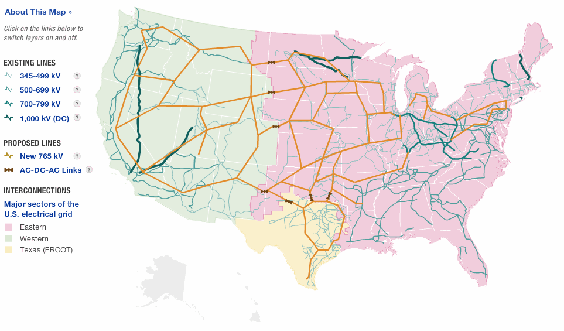 About This Map »
Click on the links below to
switch layers on and off.
EXISTING LINES
345-499 kV ?
500-699 kV ?
700-799 kV ?
1,000 kV (DC) ?
PROPOSED LINES
New 765 kV ?
AC-DC-AC Links ?
INTERCONNECTIONS
Major sectors of the
U.S. electrical grid
Eastern
Western
Texas (ERCOT)